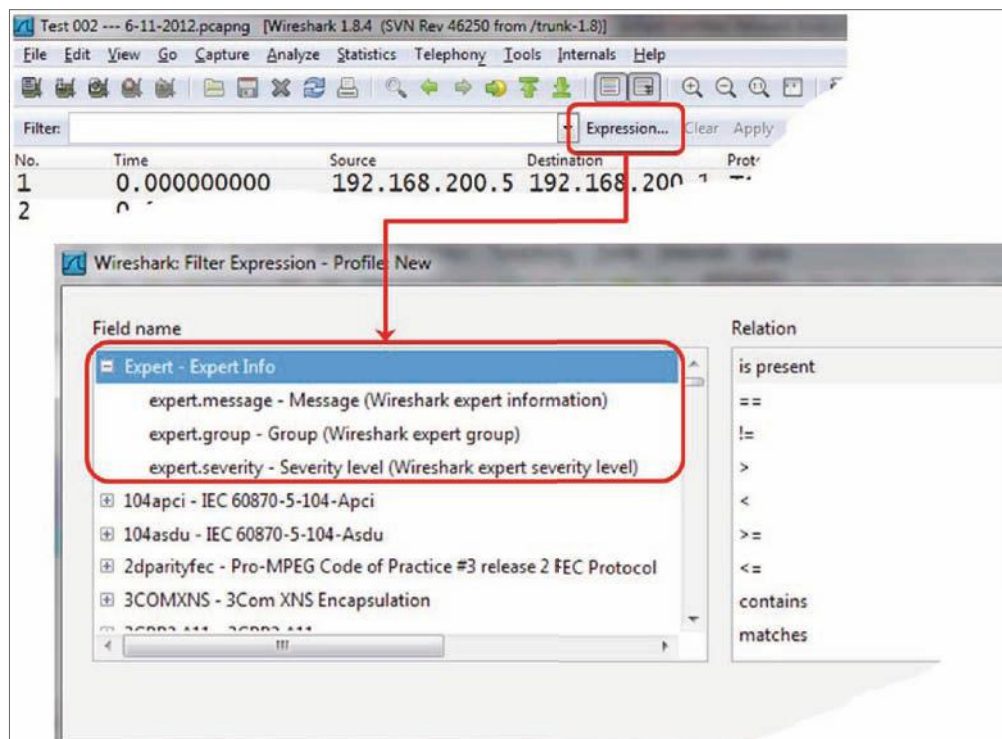 Test 002 --- 6-11-2012.pcapng [Wireshark 1.8.4 (SVN Rev 46250 from /trunk-1.8)]
File Edit View Go Capture Analyze Statistics Telephony Tools Internals Help
Filter: Expression... Clear Apply
No. Time Source Destination
1 0.000000000 192.168.200.5 192.168.200.1
2
Wireshark: Filter Expression - Profile: New
Field name
Relation
Expert - Expert Info
expert.message - Message (Wireshark expert information)
expert.group - Group (Wireshark expert group)
expert.severity - Severity level (Wireshark expert severity level)
104apci - IEC 60870-5-104-Apci
104asdu - IEC 60870-5-104-Asdu
2dparityfec - Pro-MPEG Code of Practice #3 release 2 FEC Protocol
3COMXNS - 3Com XNS Encapsulation
is present
==
!=
>
<
>=
<=
contains
matches